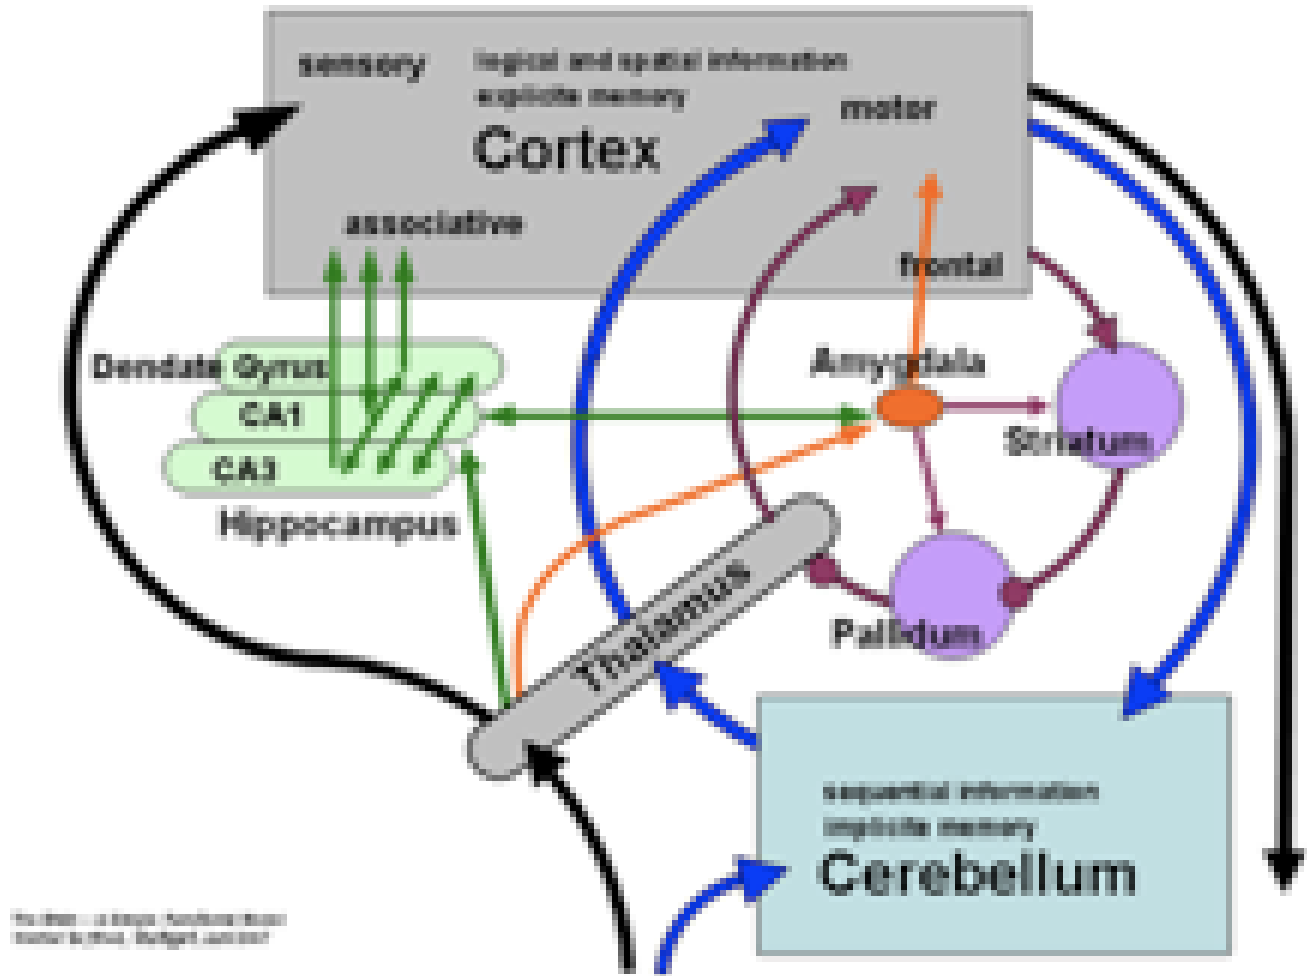 sensory
logical and spatial information
explicite memory
motor
Cortex
associative
frontal
Dendate Gyrus
Amygdala
CA1
Striatum
CA3
Hippocampus
Thalamus
Pallidum
sequential information
implicite memory
Cerebellum